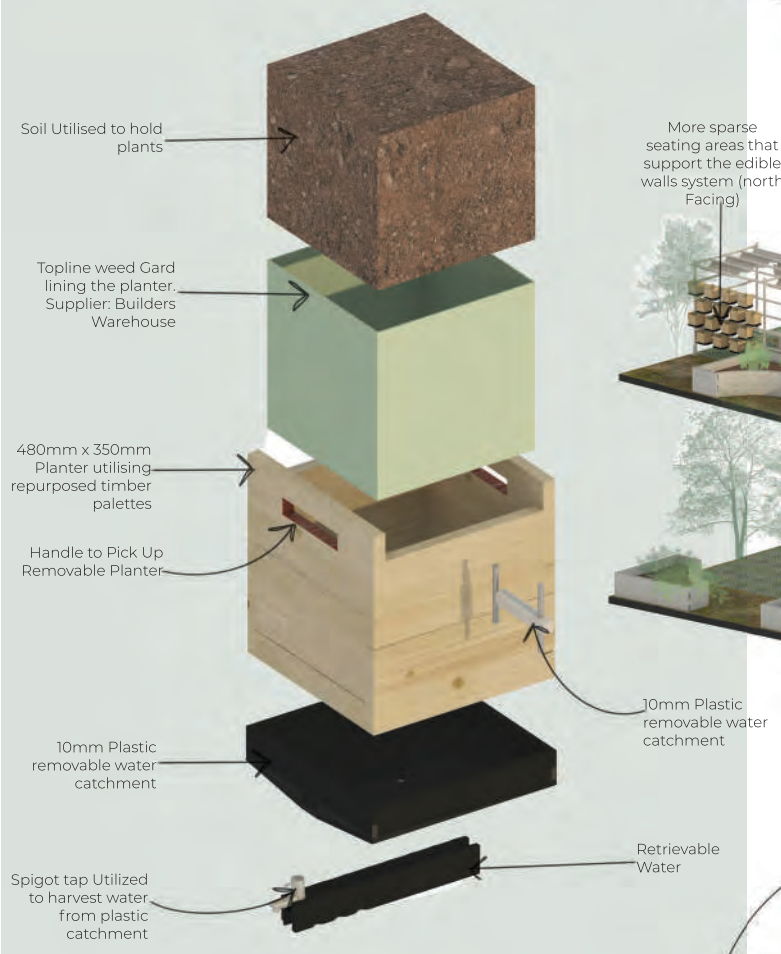 Soil Utilised to hold
plants
More sparse
seating areas that
support the edible
walls system (north
Facing)
Topline weed Gard
lining the planter.
Supplier: Builders
Warehouse
480mm x 350mm
Planter utilising
repurposed timber
palettes
Handle to Pick Up
Removable Planter
10mm Plastic
removable water
catchment
10mm Plastic
removable water
catchment
Retrievable
Water
Spigot tap Utilized
to harvest water
from plastic
catchment